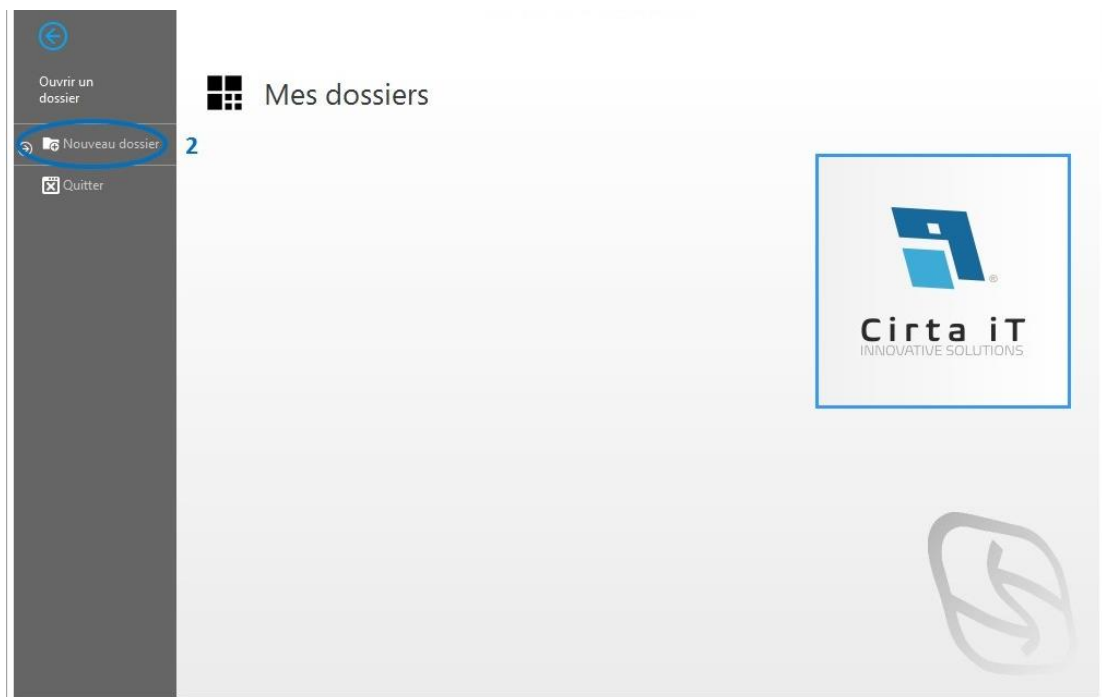 Ouvrir un
dossier
Mes dossiers
Nouveau dossier
2
Quitter
®
Cirta iT
INNOVATIVE SOLUTIONS